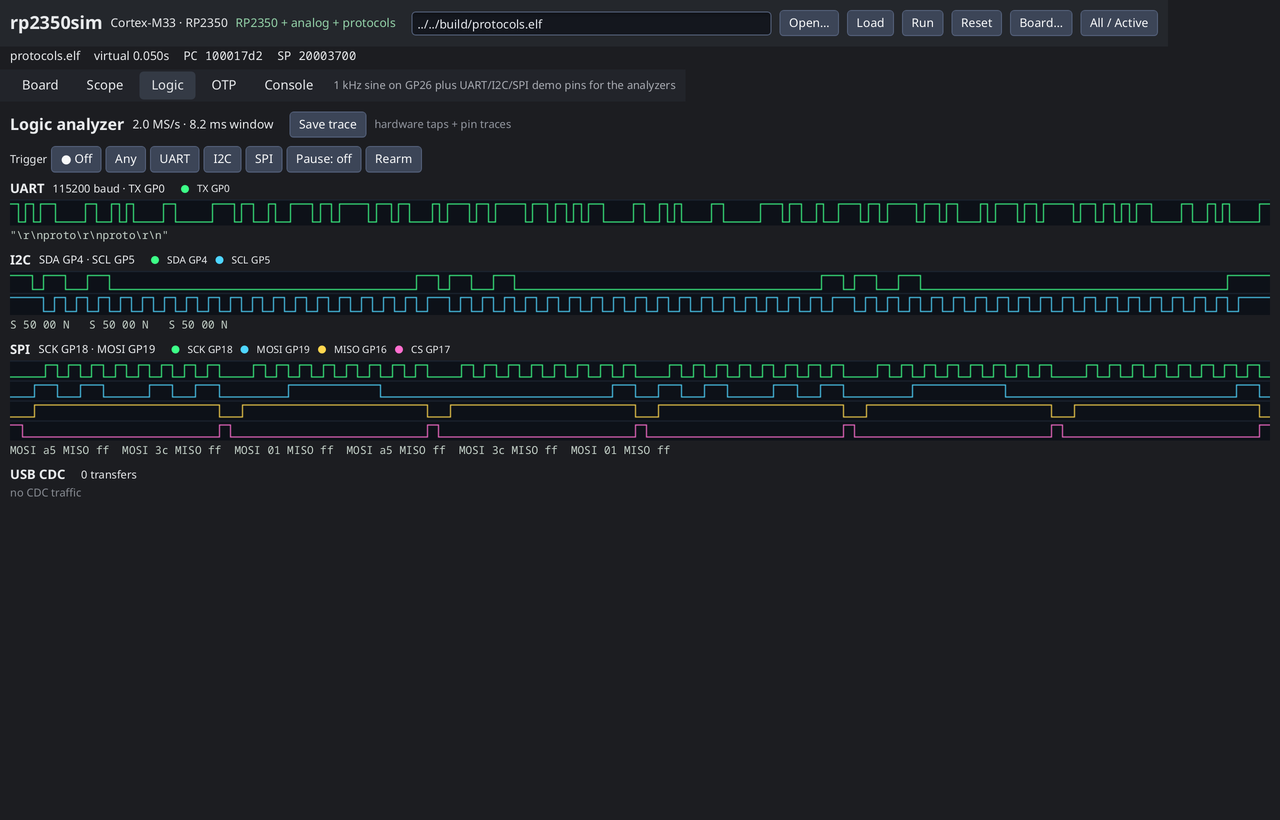 rp2350sim Cortex-M33 · RP2350 RP2350 + analog + protocols ../../build/protocols.elf Open... Load Run Reset Board... All / Active
protocols.elf virtual 0.050s PC 100017d2 SP 20003700
Board Scope Logic OTP Console 1 kHz sine on GP26 plus UART/I2C/SPI demo pins for the analyzers
Logic analyzer 2.0 MS/s · 8.2 ms window Save trace hardware taps + pin traces
Trigger Off Any UART I2C SPI Pause: off Rearm
UART 115200 baud · TX GP0 TX GP0
"\r\nproto\r\nproto\r\n"
I2C SDA GP4 · SCL GP5 SDA GP4 SCL GP5
S 50 00 N S 50 00 N S 50 00 N
SPI SCK GP18 · MOSI GP19 SCK GP18 MOSI GP19 MISO GP16 CS GP17
MOSI a5 MISO ff MOSI 3c MISO ff MOSI 01 MISO ff MOSI a5 MISO ff MOSI 3c MISO ff MOSI 01 MISO ff
USB CDC 0 transfers
no CDC traffic